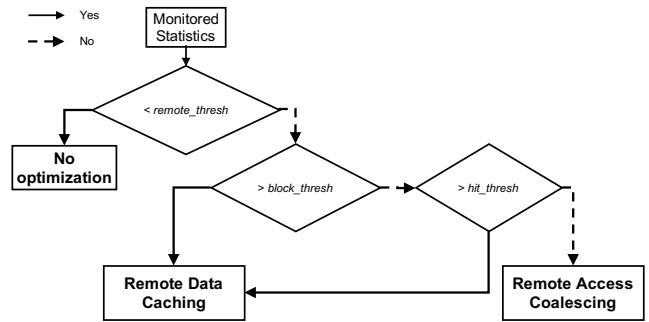 Yes
No
Monitored
Statistics
< remote_thresh
No
optimization
> block_thresh
> hit_thresh
Remote Data
Caching
Remote Access
Coalescing